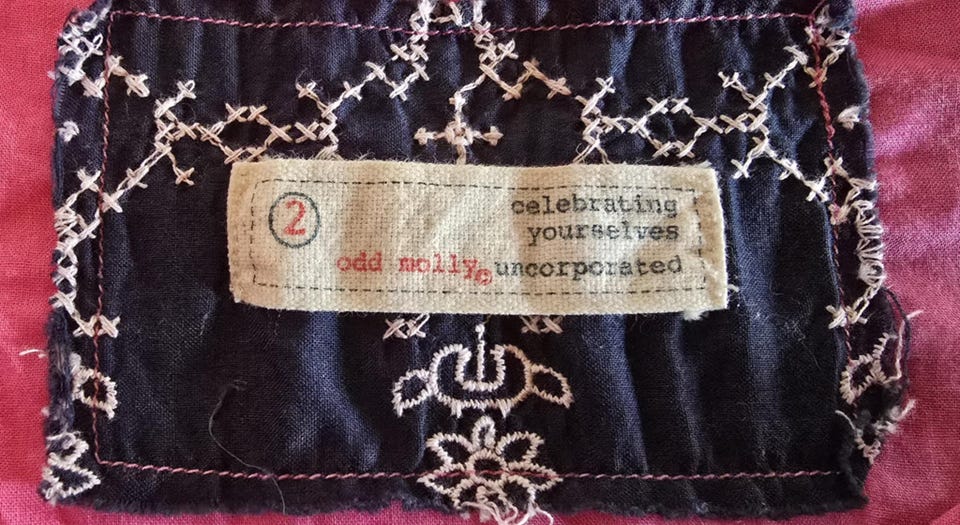 2 celebrating
yourselves
odd molly© uncorporated